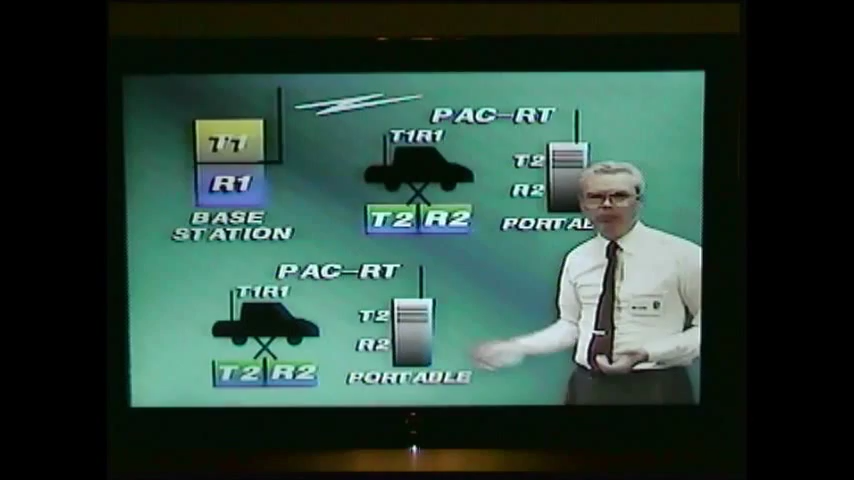 PAC-RT
T1
T1R1
T2
R1
R2
T2 R2
BASE
STATION
PORTABLE
PAC-RT
T1R1
T2
R2
T2 R2
PORTABLE